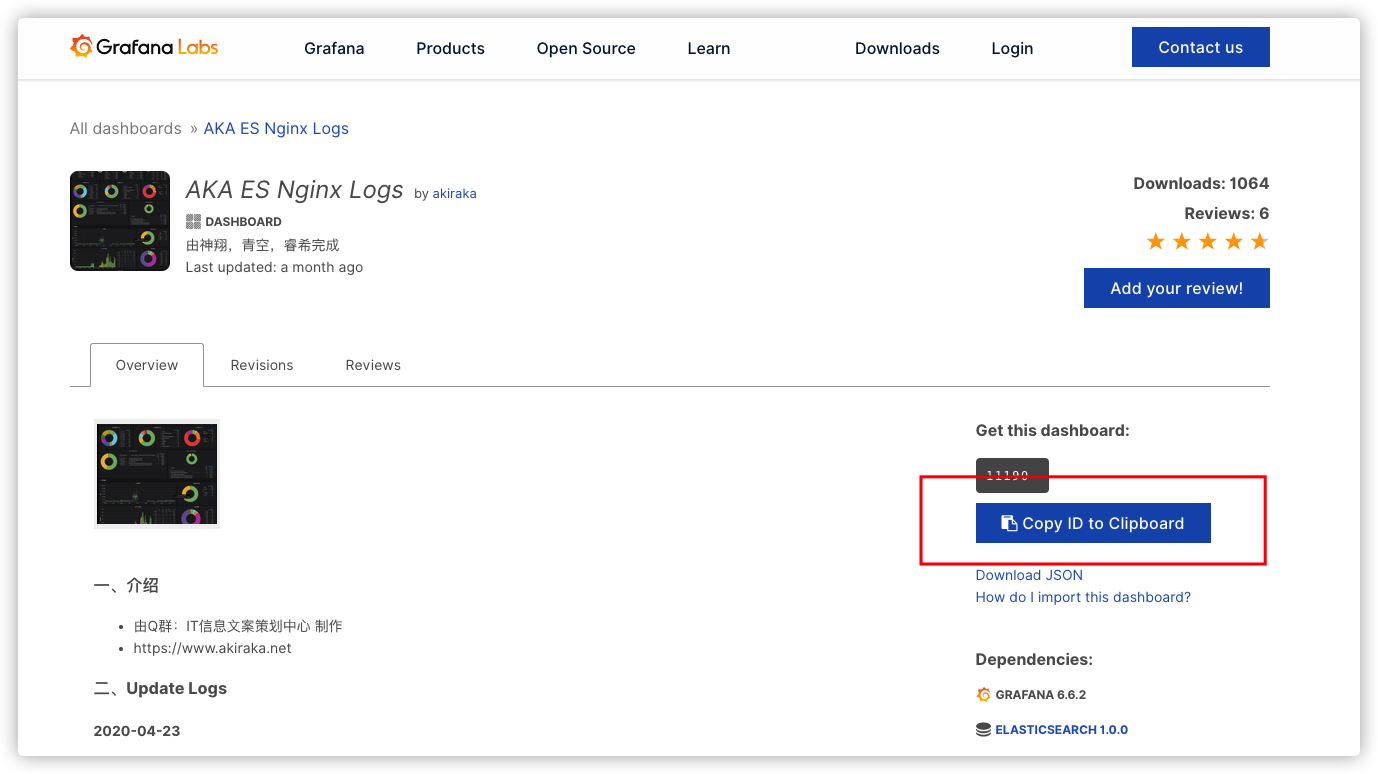 Grafana Labs Grafana Products Open Source Learn Downloads Login Contact us
All dashboards » AKA ES Nginx Logs
AKA ES Nginx Logs by akiraka
DASHBOARD
由神翔，青空，睿希完成
Last updated: a month ago
Downloads: 1064
Reviews: 6
Add your review!
Overview Revisions Reviews
Get this dashboard:
11190
Copy ID to Clipboard
Download JSON
How do I import this dashboard?
Dependencies:
GRAFANA 6.6.2
ELASTICSEARCH 1.0.0
一、介绍
由Q群：IT信息文案策划中心 制作
https://www.akiraka.net
二、Update Logs
2020-04-23